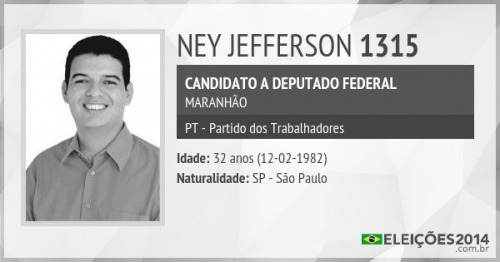 NEY JEFFERSON 1315
CANDIDATO A DEPUTADO FEDERAL
MARANHÃO
PT - Partido dos Trabalhadores
Idade: 32 anos (12-02-1982)
Naturalidade: SP - São Paulo
ELEIÇÕES2014
.com.br